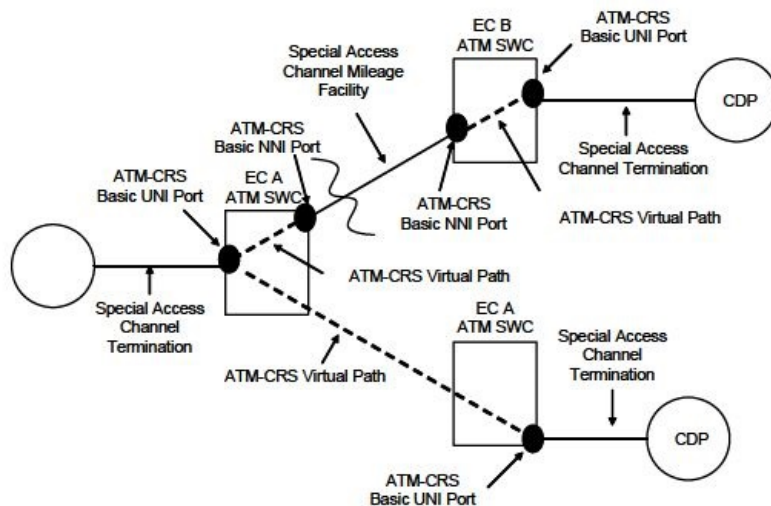 EC B
ATM SWC
ATM-CRS
Basic UNI Port
Special Access
Channel Mileage
Facility
CDP
ATM-CRS
Basic NNI Port
Special Access
Channel Termination
ATM-CRS
Basic UNI Port
EC A
ATM SWC
ATM-CRS
Basic NNI Port
ATM-CRS Virtual Path
ATM-CRS Virtual Path
Special Access
Channel
Termination
EC A
ATM SWC
Special Access
Channel
Termination
ATM-CRS Virtual Path
CDP
ATM-CRS
Basic UNI Port